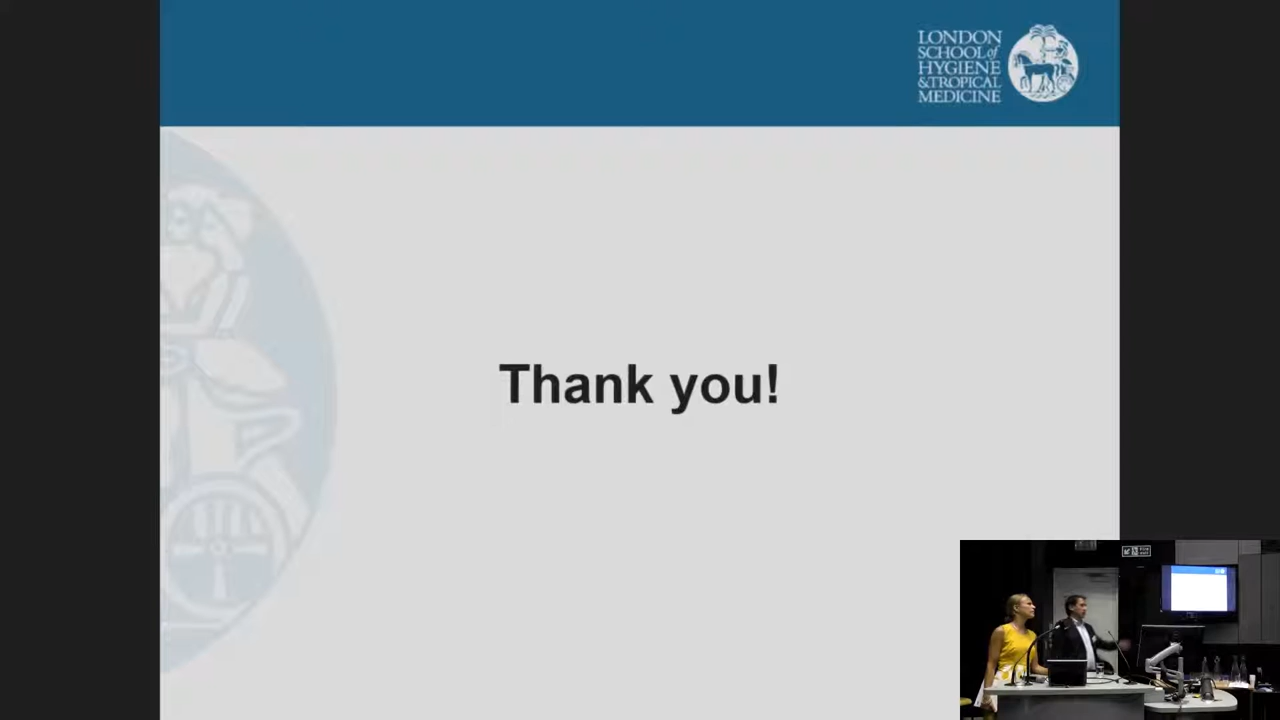 LONDON
SCHOOL of
HYGIENE
& TROPICAL
MEDICINE
Thank you!